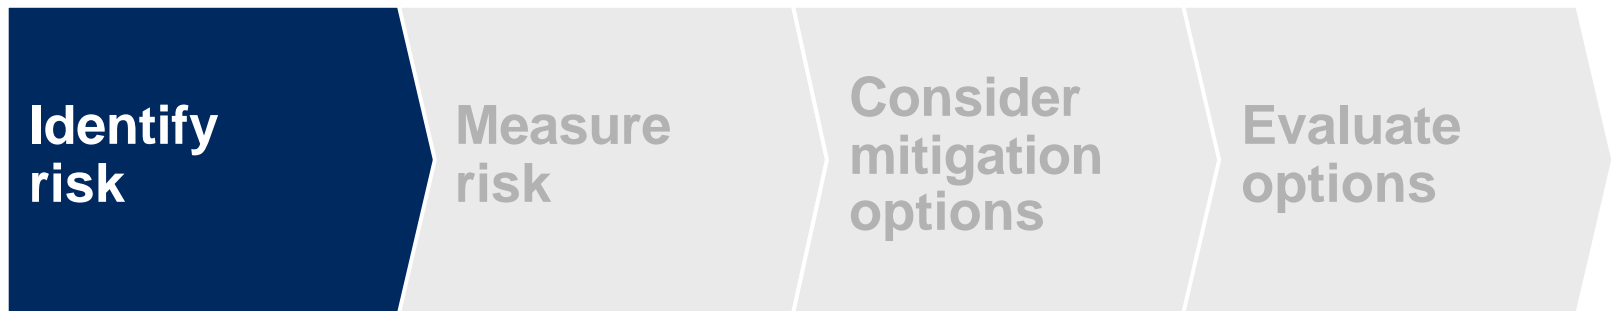 Identify
risk
Measure
risk
Consider
mitigation
options
Evaluate
options